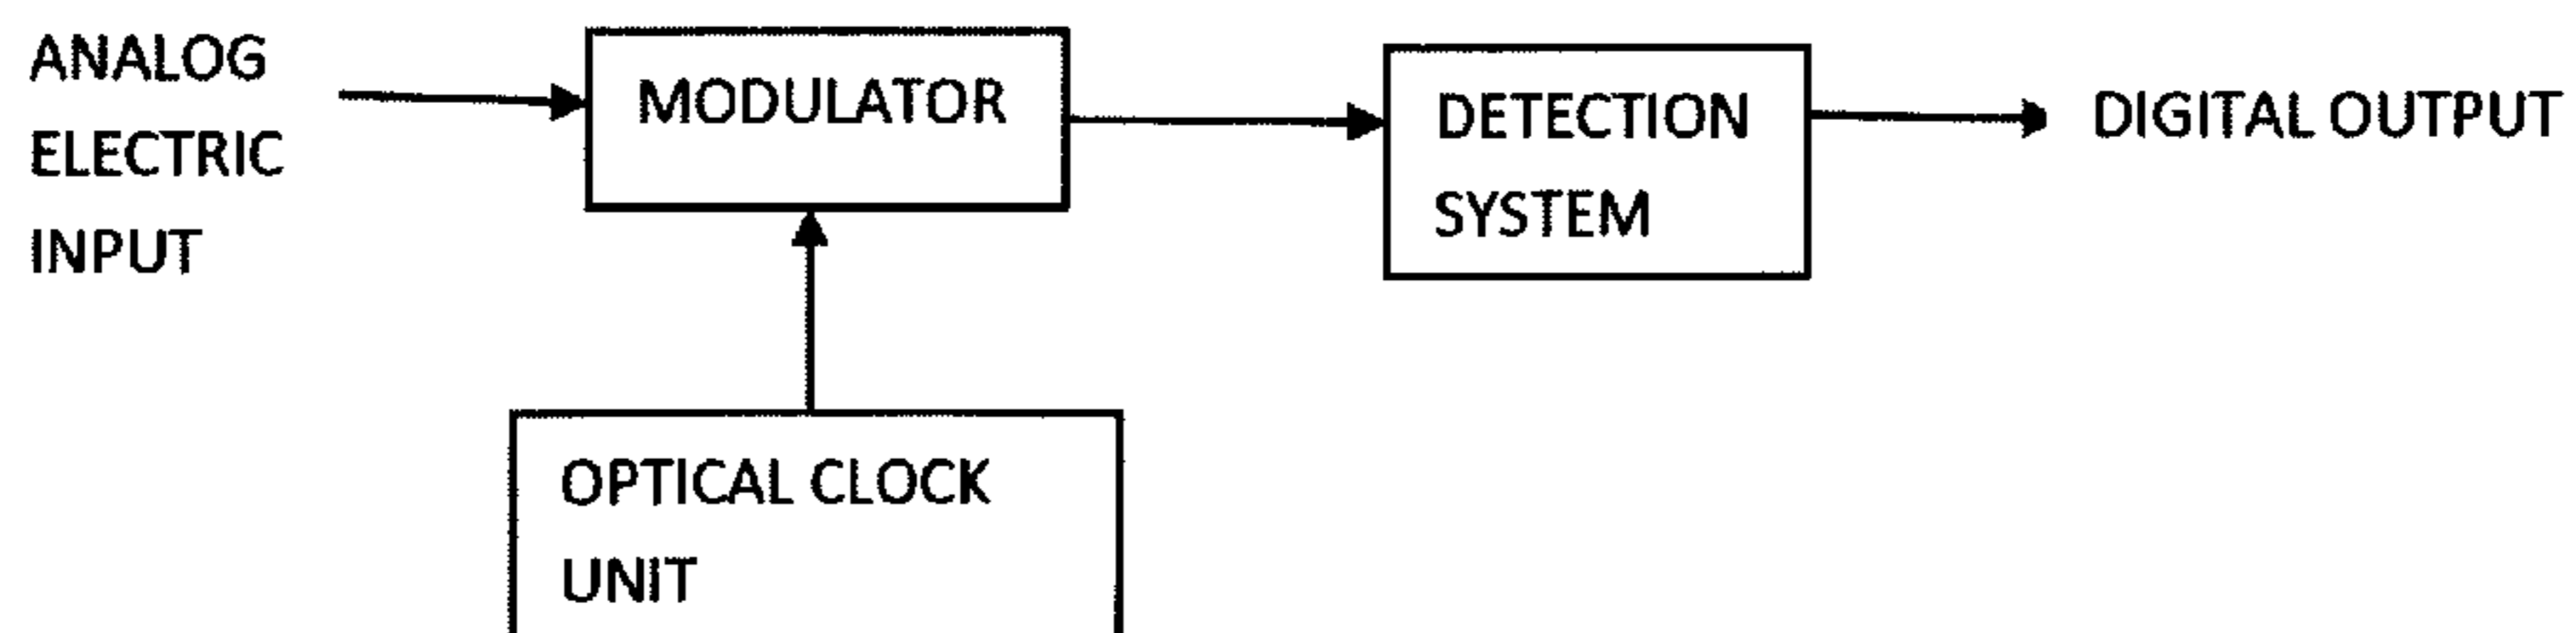 ANALOG
ELECTRIC
INPUT
MODULATOR
DETECTION
SYSTEM
DIGITAL OUTPUT
OPTICAL CLOCK
UNIT